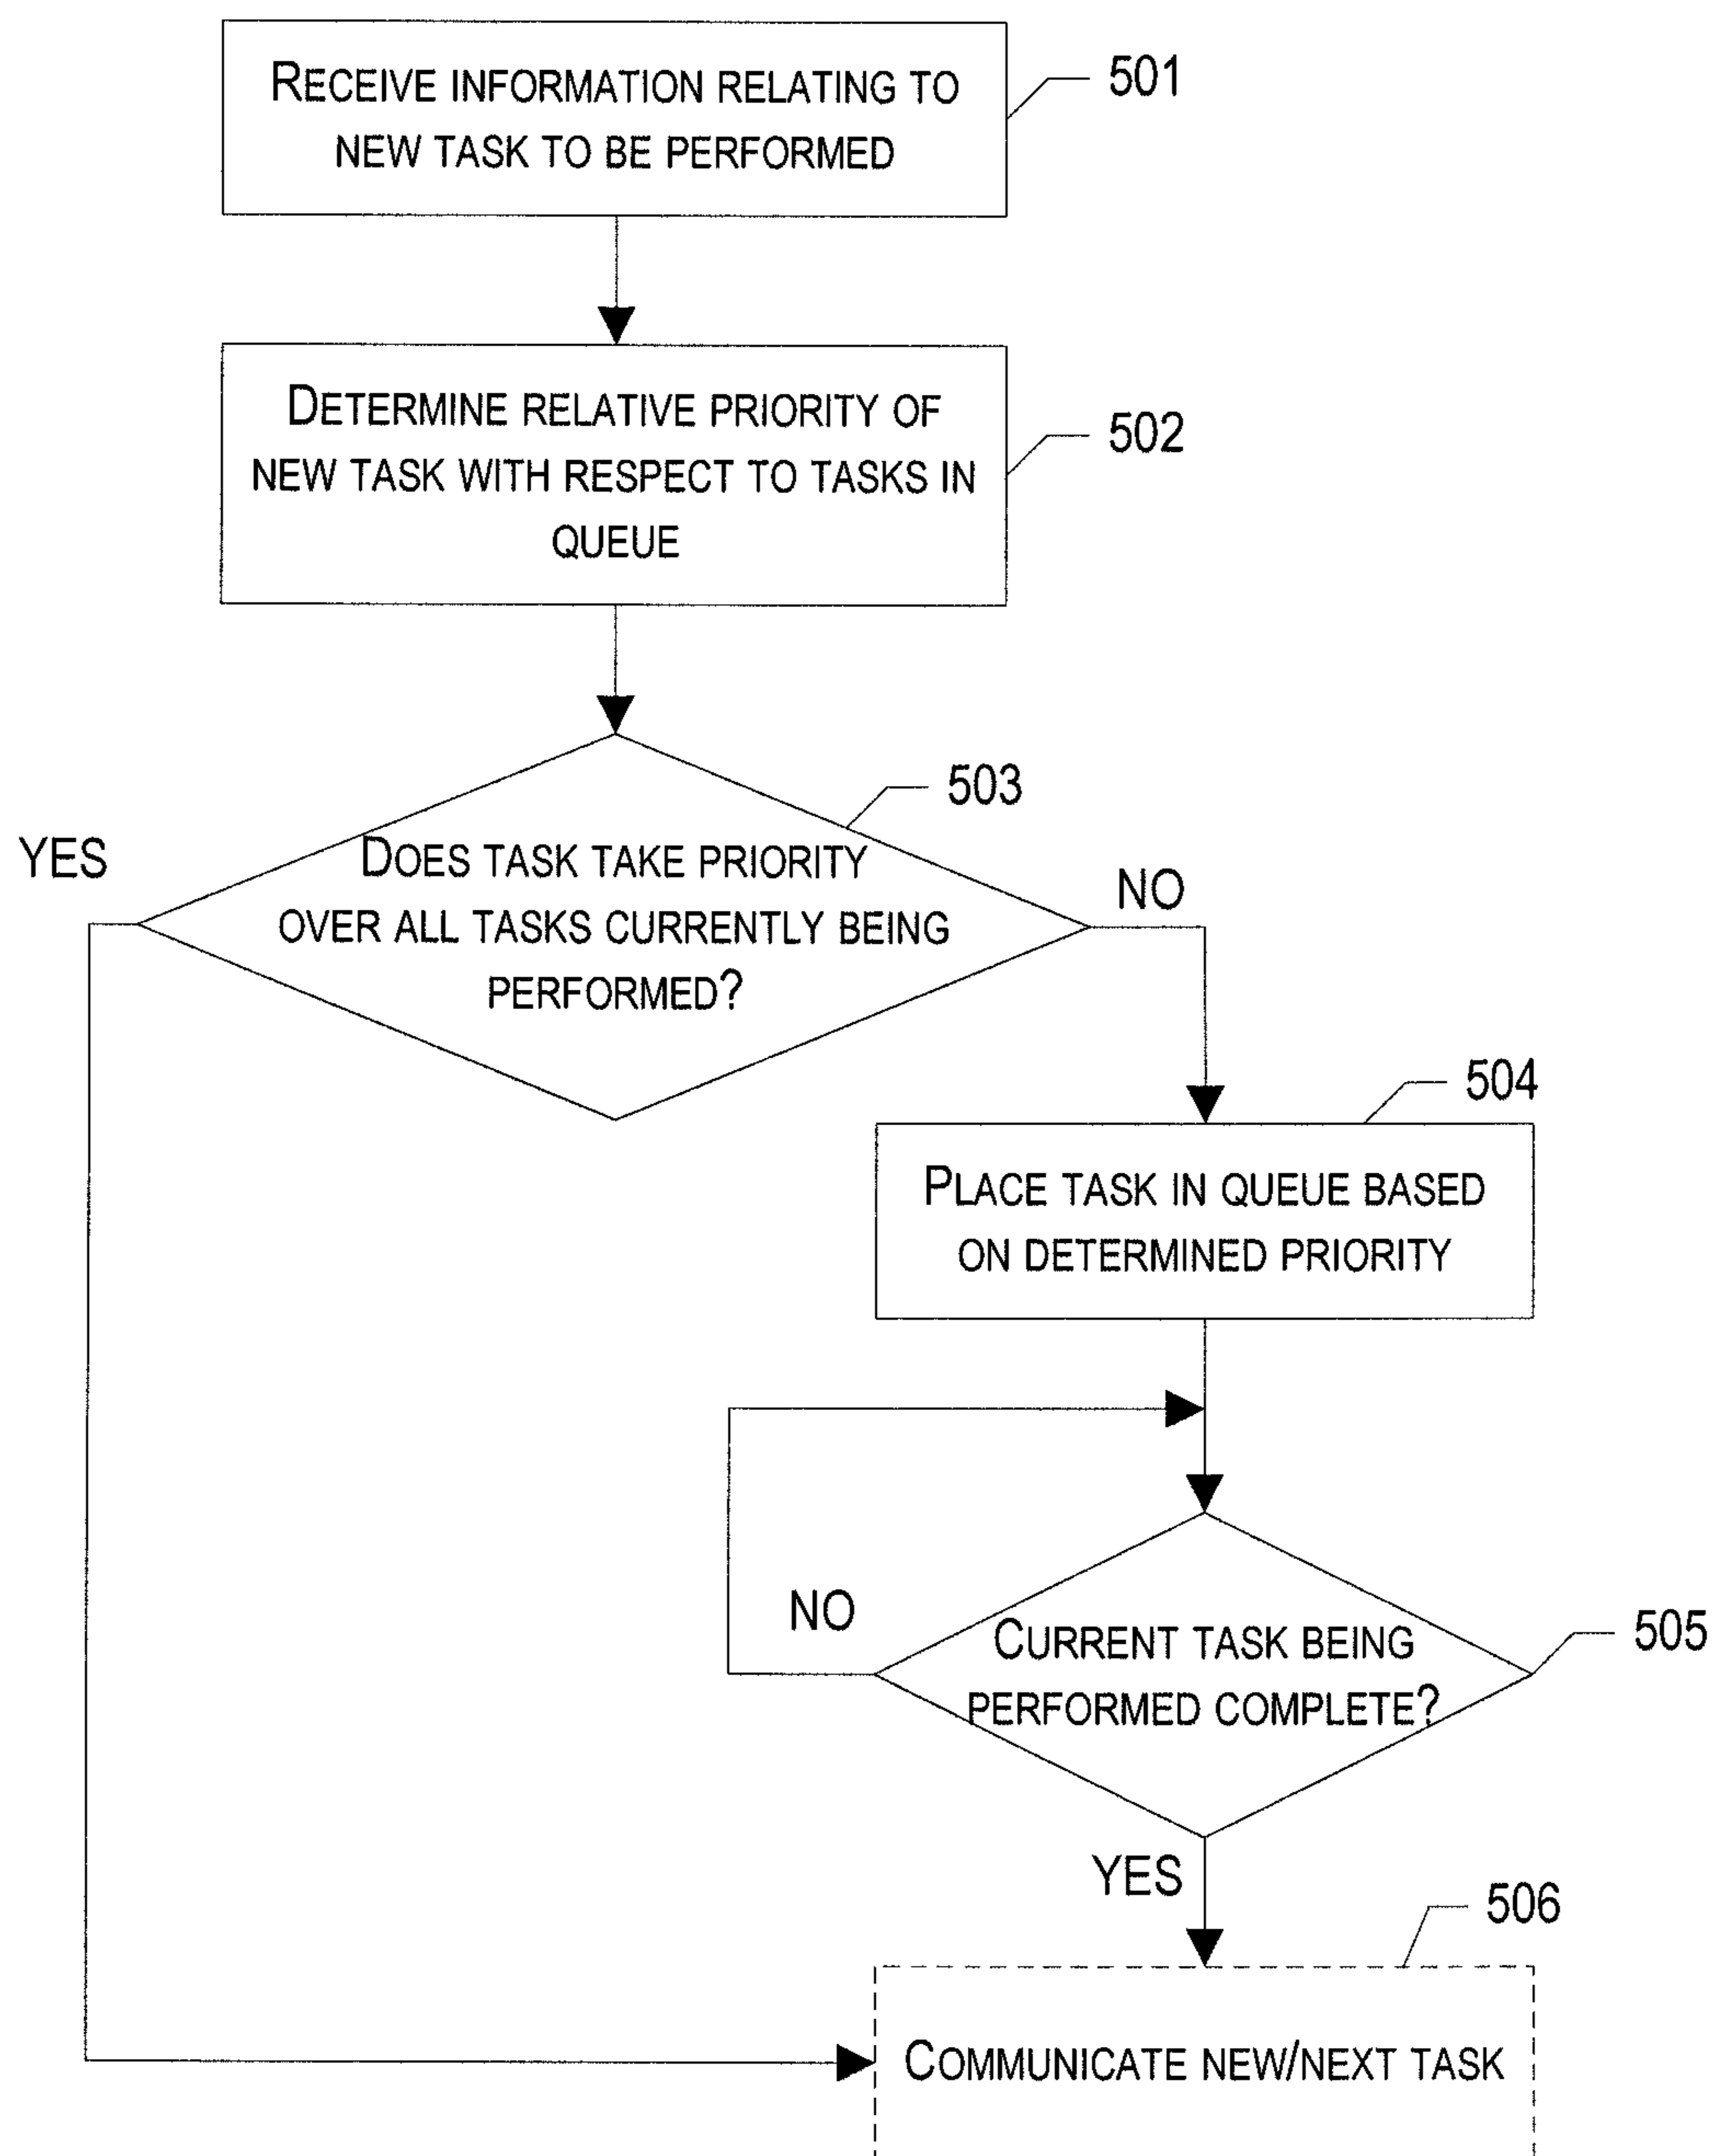 RECEIVE INFORMATION RELATING TO
NEW TASK TO BE PERFORMED
501
DETERMINE RELATIVE PRIORITY OF
NEW TASK WITH RESPECT TO TASKS IN
QUEUE
502
503
YES
DOES TASK TAKE PRIORITY
OVER ALL TASKS CURRENTLY BEING
PERFORMED?
NO
504
PLACE TASK IN QUEUE BASED
ON DETERMINED PRIORITY
NO
CURRENT TASK BEING
PERFORMED COMPLETE?
505
YES
506
COMMUNICATE NEW/NEXT TASK